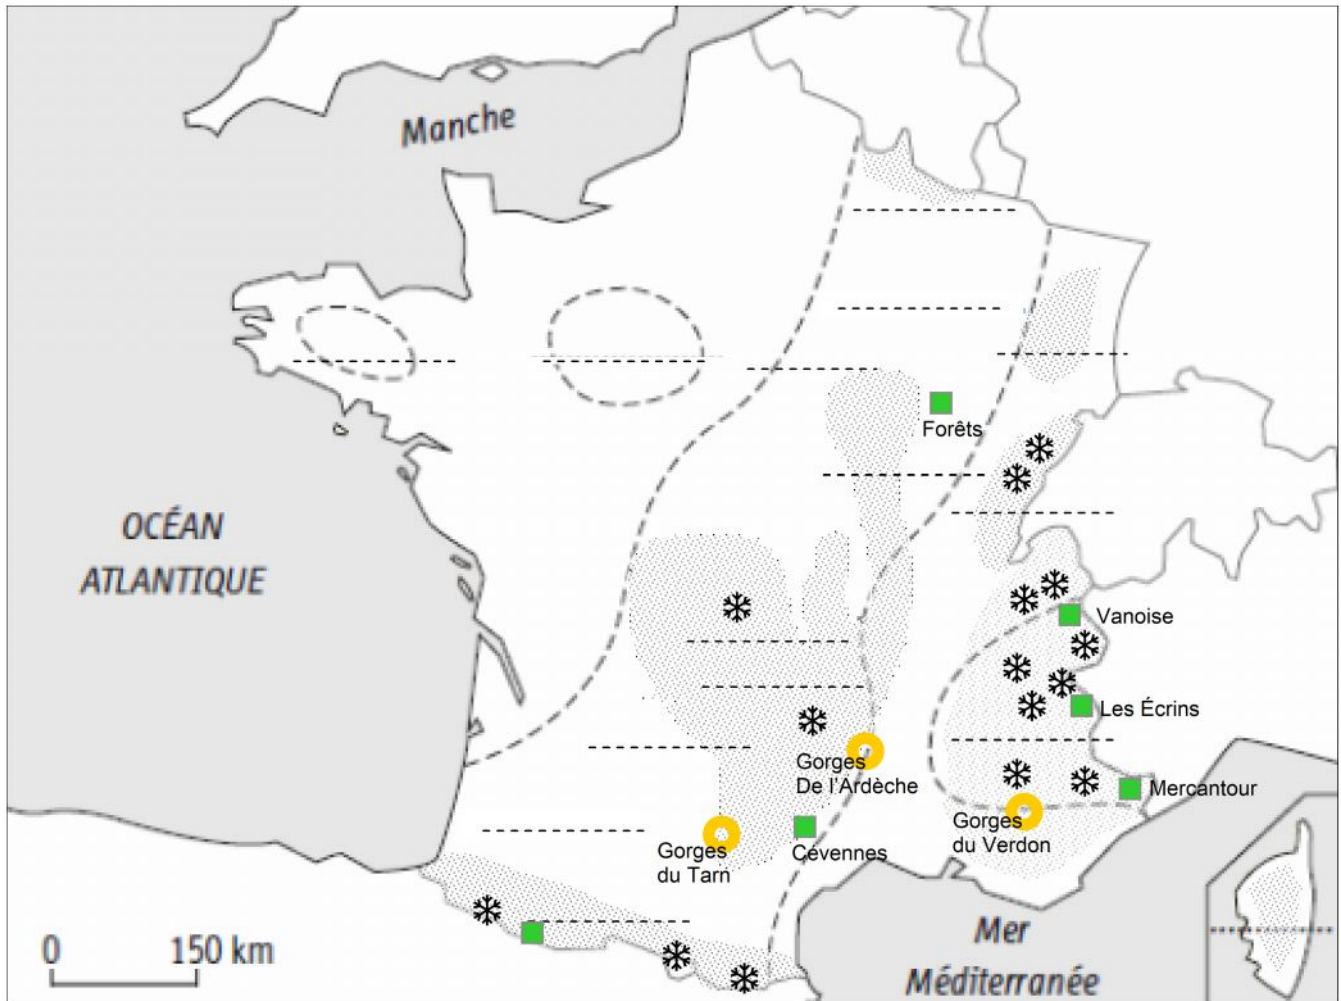 Manche
Forêts
OCÉAN
ATLANTIQUE
Vanoise
Les Écrins
Gorges
De l'Ardèche
Mercantour
Gorges
du Verdon
Gorges
du Tarn
Cévennes
Mer
Méditerranée
0 150 km